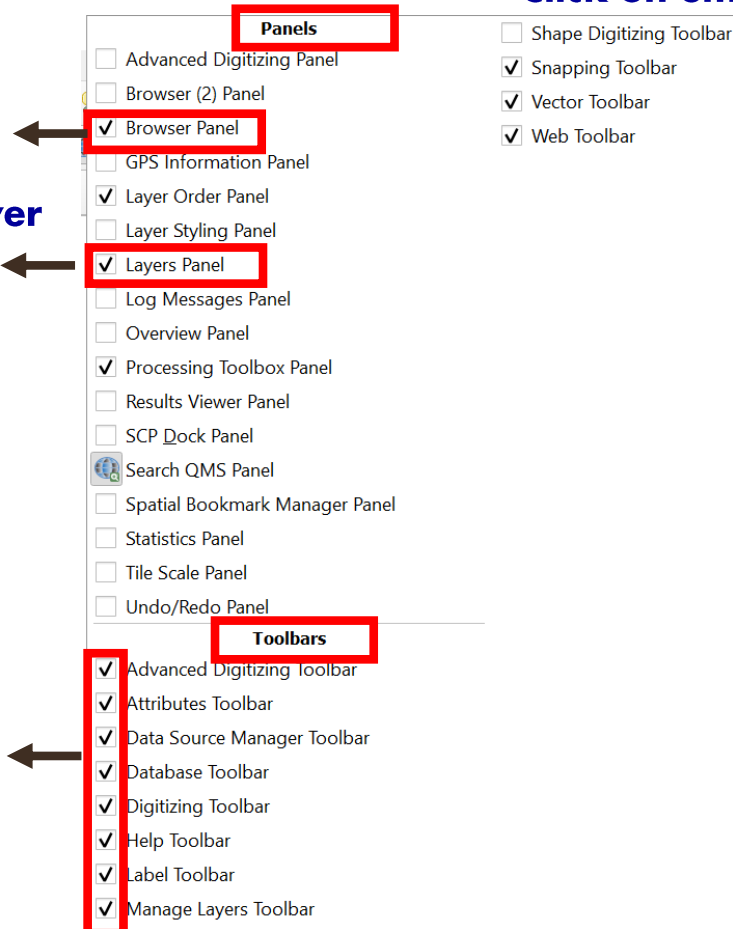 Panels
Advanced Digitizing Panel
Browser (2) Panel
Browser Panel
GPS Information Panel
Layer Order Panel
Layer Styling Panel
Layers Panel
Log Messages Panel
Overview Panel
Processing Toolbox Panel
Results Viewer Panel
SCP Dock Panel
Search QMS Panel
Spatial Bookmark Manager Panel
Statistics Panel
Tile Scale Panel
Undo/Redo Panel
Toolbars
Advanced Digitizing Toolbar
Attributes Toolbar
Data Source Manager Toolbar
Database Toolbar
Digitizing Toolbar
Help Toolbar
Label Toolbar
Manage Layers Toolbar
Shape Digitizing Toolbar
Snapping Toolbar
Vector Toolbar
Web Toolbar